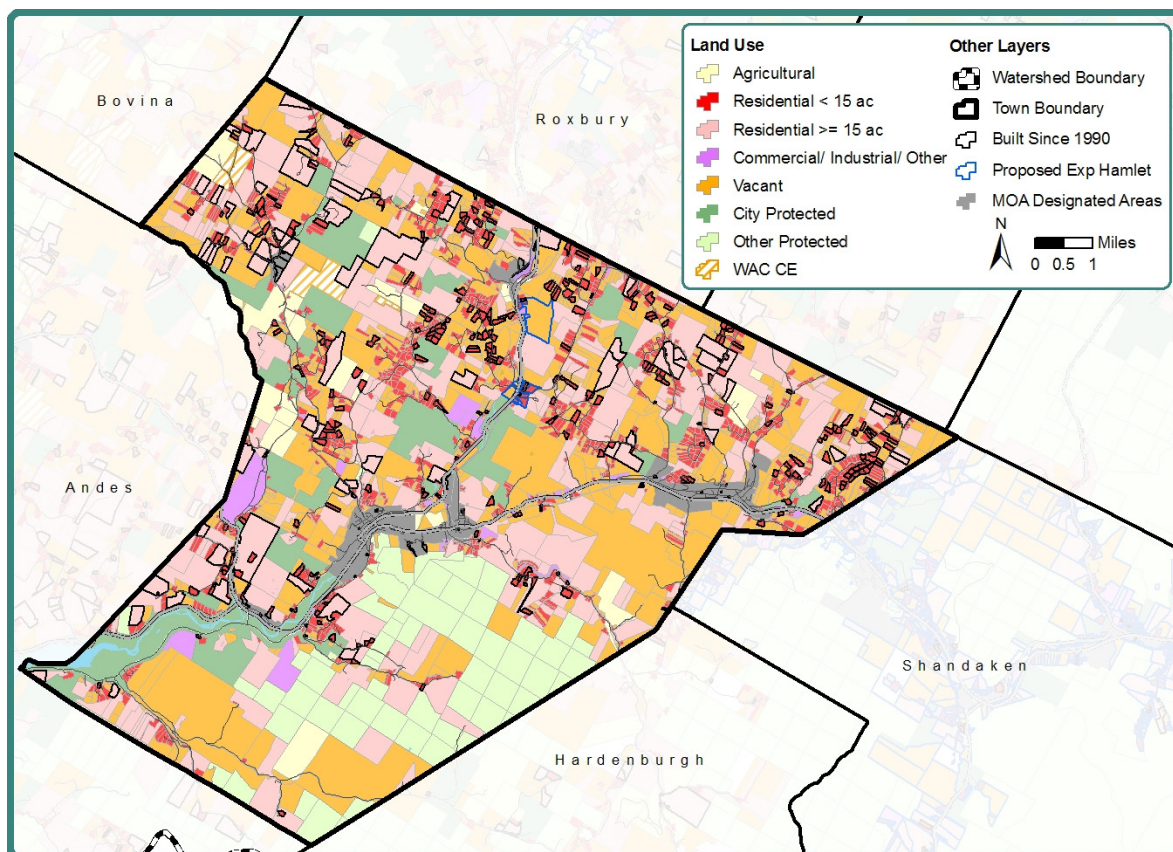 Land Use
Agricultural
Residential < 15 ac
Residential >= 15 ac
Commercial/ Industrial/ Other
Vacant
City Protected
Other Protected
WAC CE
Other Layers
Watershed Boundary
Town Boundary
Built Since 1990
Proposed Exp Hamlet
MOA Designated Areas
N
Miles
0 0.5 1
Bovina
Roxbury
Andes
Shandaken
Hardenburgh